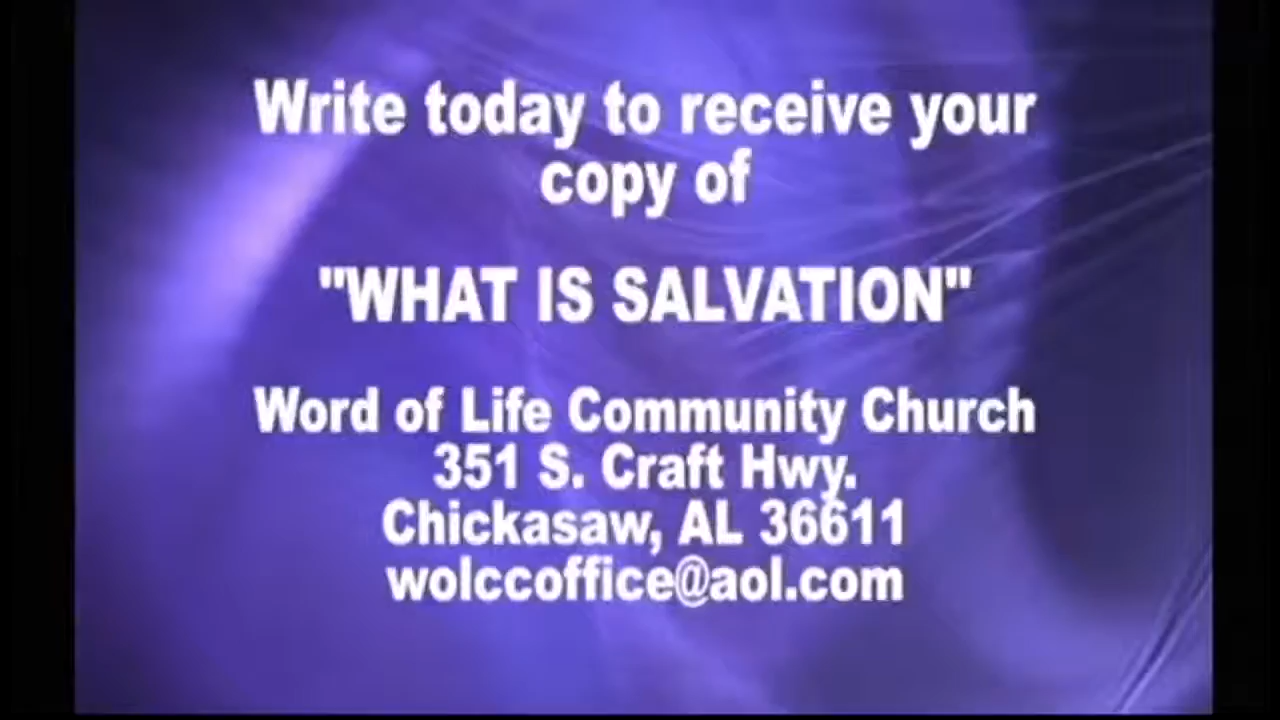 Write today to receive your
copy of
"WHAT IS SALVATION"
Word of Life Community Church
351 S. Craft Hwy.
Chickasaw, AL 36611
wolccoffice@aol.com